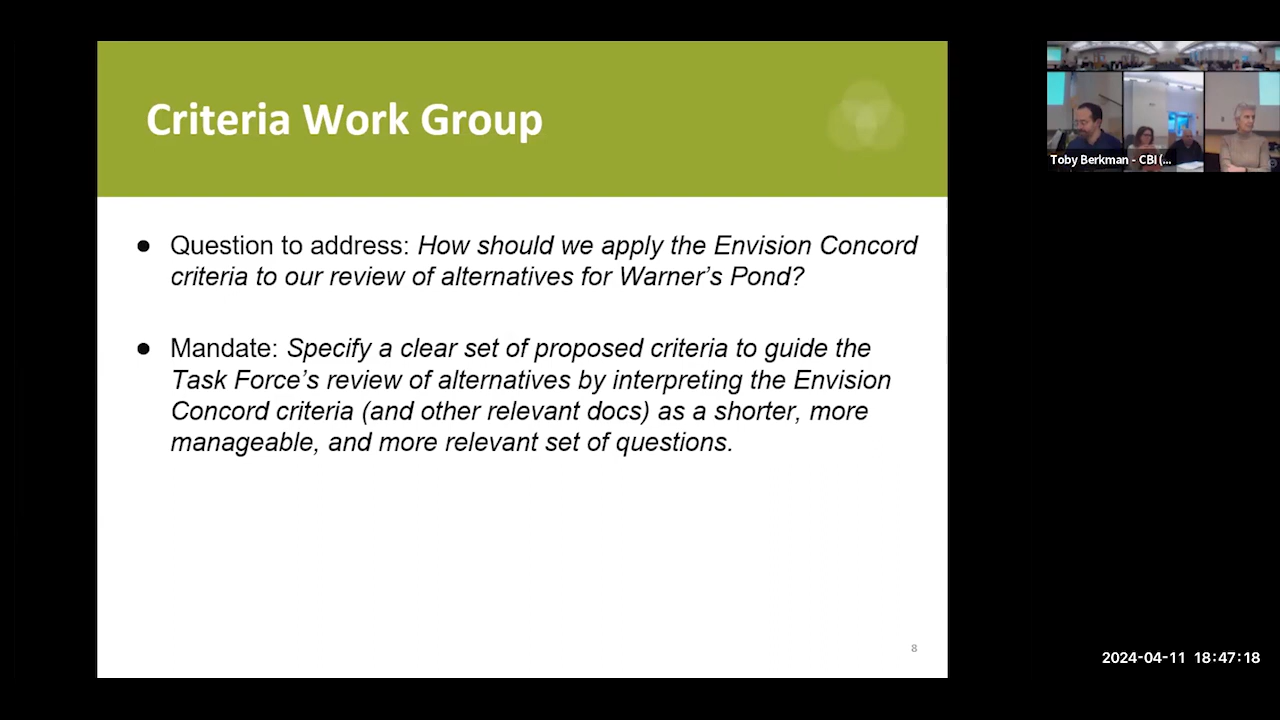 Criteria Work Group
● Question to address: How should we apply the Envision Concord
criteria to our review of alternatives for Warner’s Pond?
● Mandate: Specify a clear set of proposed criteria to guide the
Task Force’s review of alternatives by interpreting the Envision
Concord criteria (and other relevant docs) as a shorter, more
manageable, and more relevant set of questions.
8
Toby Berkman - CBI (...
2024-04-11 18:47:18